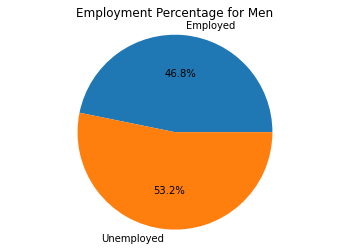 Employment Percentage for Men
Employed
46.8%
53.2%
Unemployed